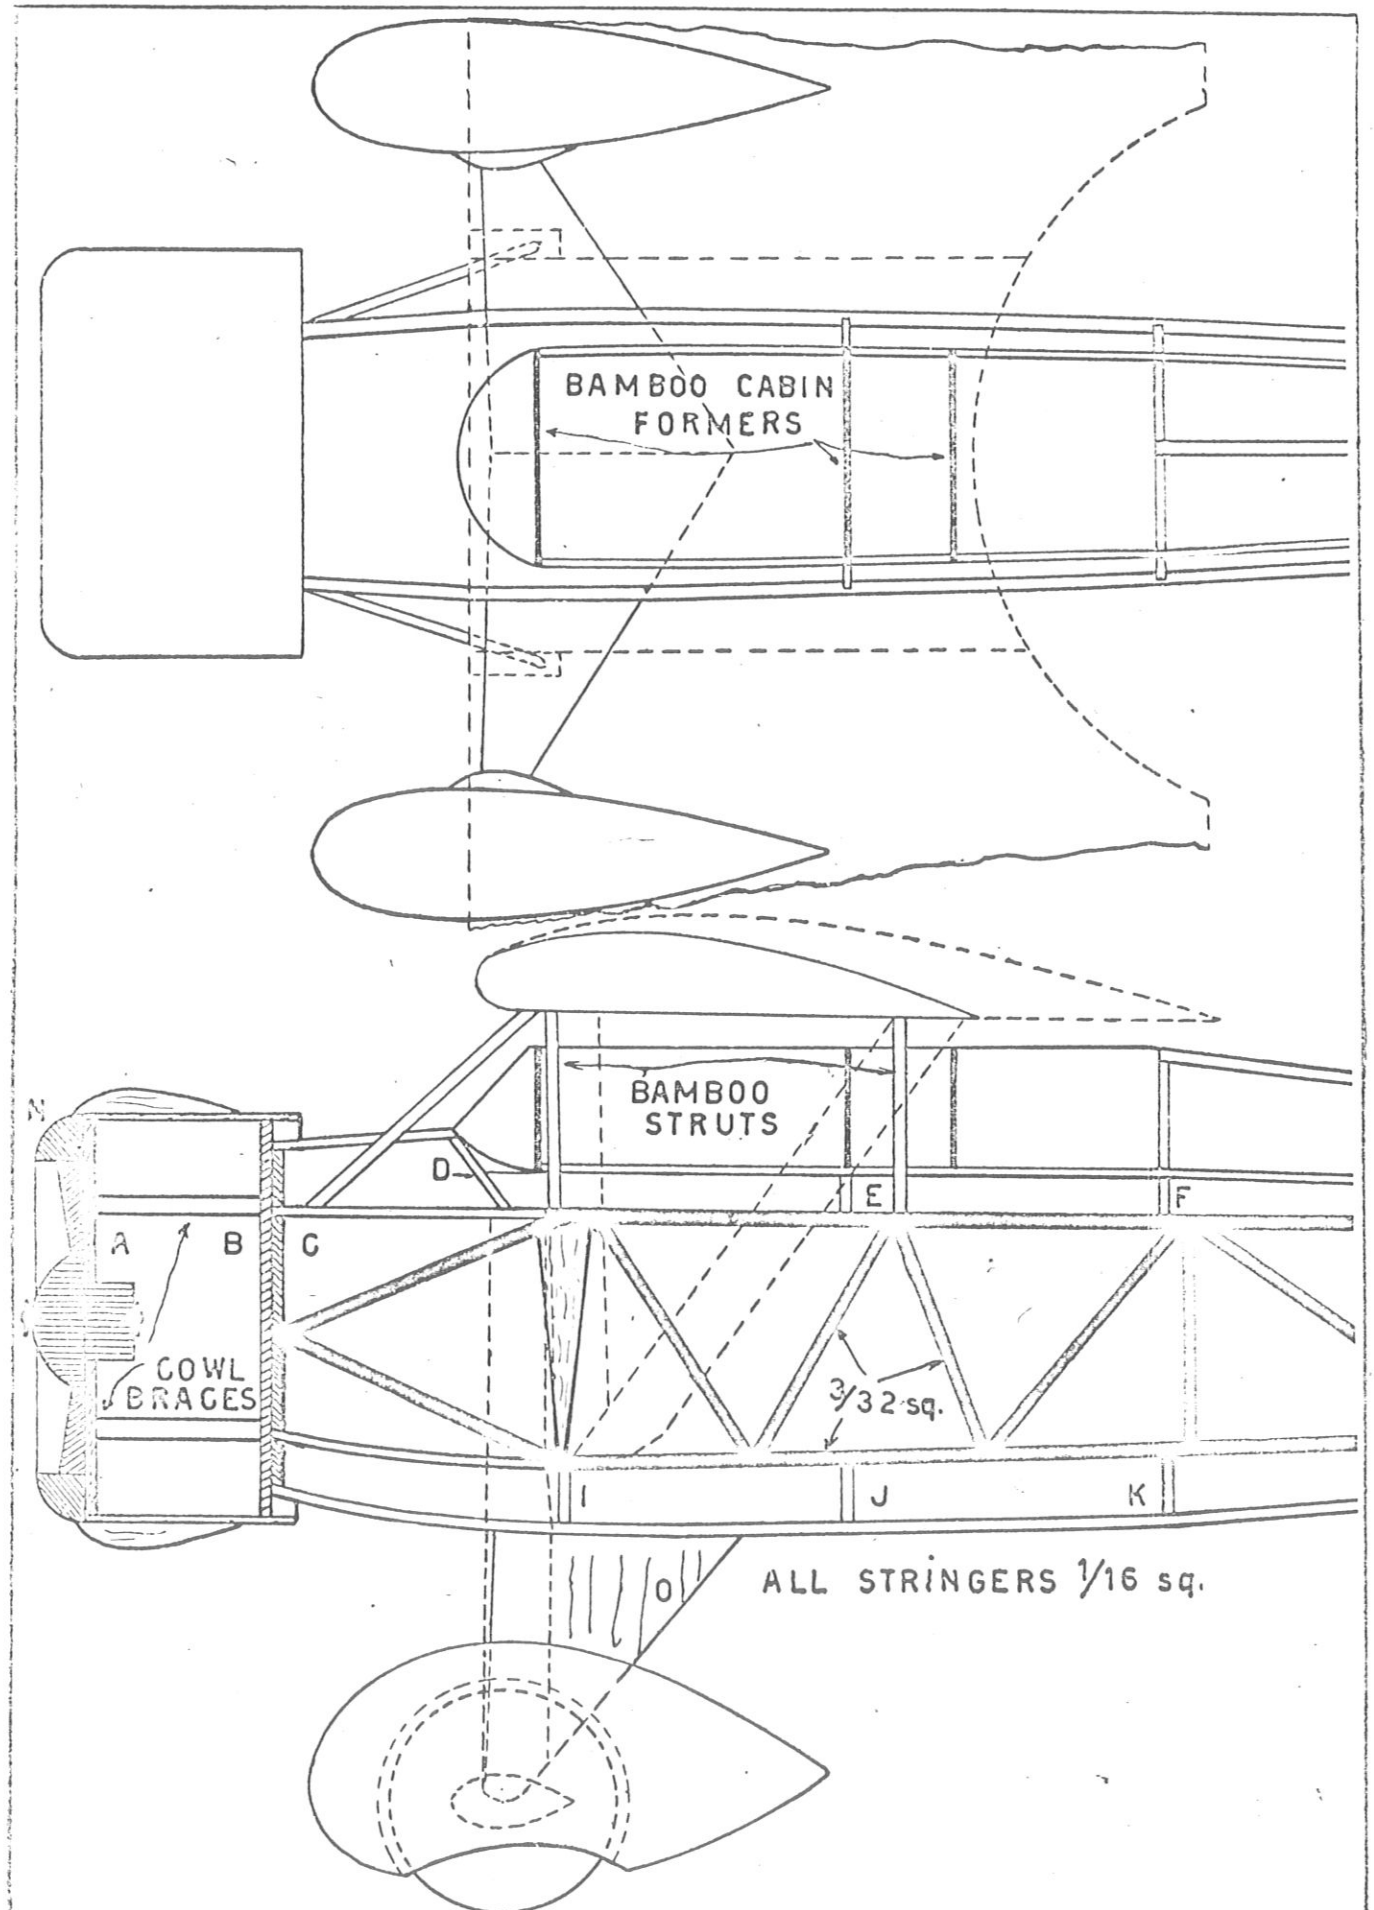 BAMBOO CABIN
FORMERS
N
BAMBOO
STRUTS
D
E
F
A
B
C
COWL
BRACES
3/32 sq.
I
J
K
O
ALL STRINGERS 1/16 sq.